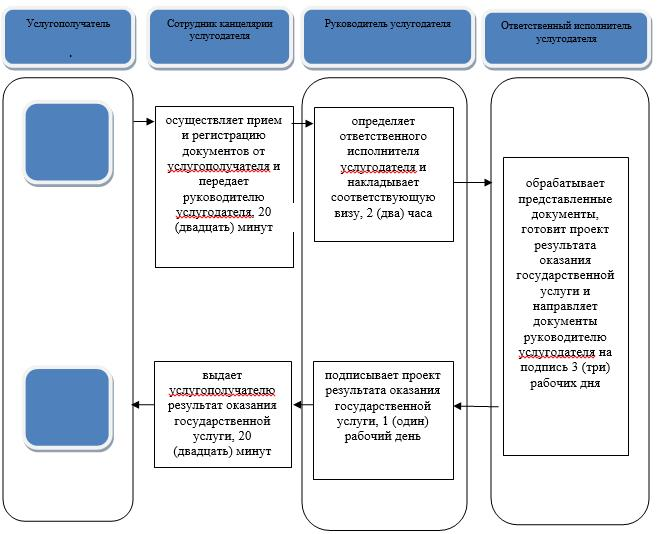 Услугополучатель
.
Сотрудник канцелярии
услугодателя
Руководитель услугодателя
Ответственный исполнитель
услугодателя
осуществляет прием
и регистрацию
документов от
услугополучателя и
передает
руководителю
услугодателя, 20
(двадцать) минут
определяет
ответственного
исполнителя
услугодателя и
накладывает
соответствующую
визу, 2 (два) часа
обрабатывает
представленные
документы,
готовит проект
результата
оказания
государственной
услуги и
направляет
документы
руководителю
услугодателя на
подпись 3 (три)
рабочих дня
выдает
услугополучателю
результат оказания
государственной
услуги, 20
(двадцать) минут
подписывает проект
результата оказания
государственной
услуги, 1 (один)
рабочий день